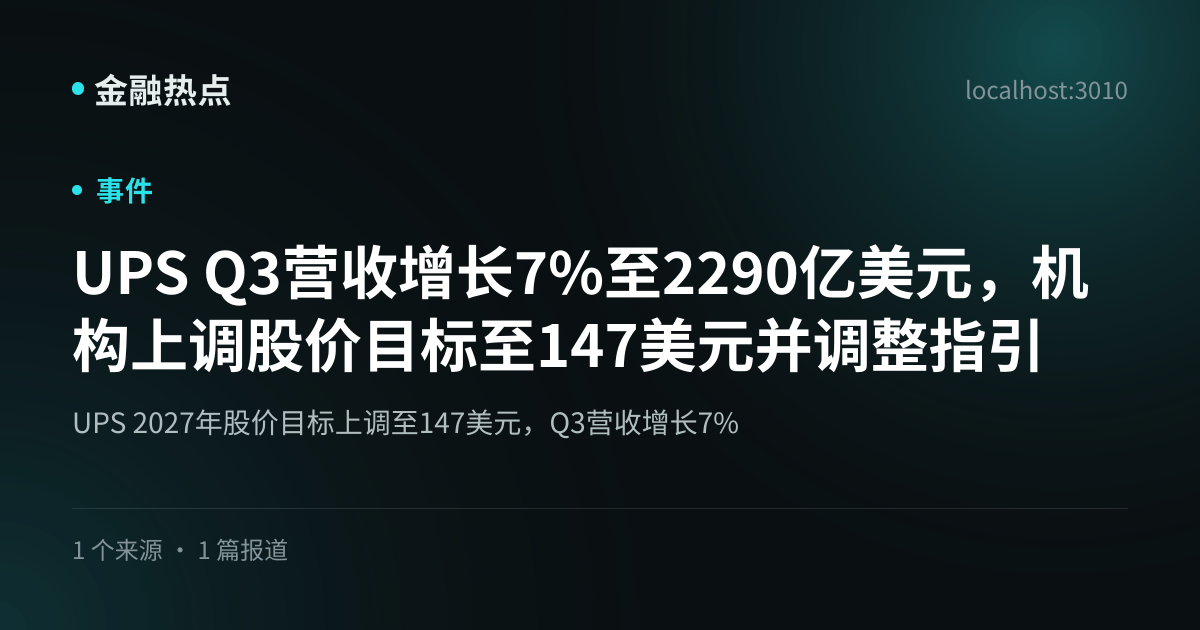 金融热点
localhost:3010
事件
UPS Q3营收增长7%至2290亿美元，机
构上调股价目标至147美元并调整指引
UPS 2027年股价目标上调至147美元，Q3营收增长7%
1 个来源 · 1 篇报道